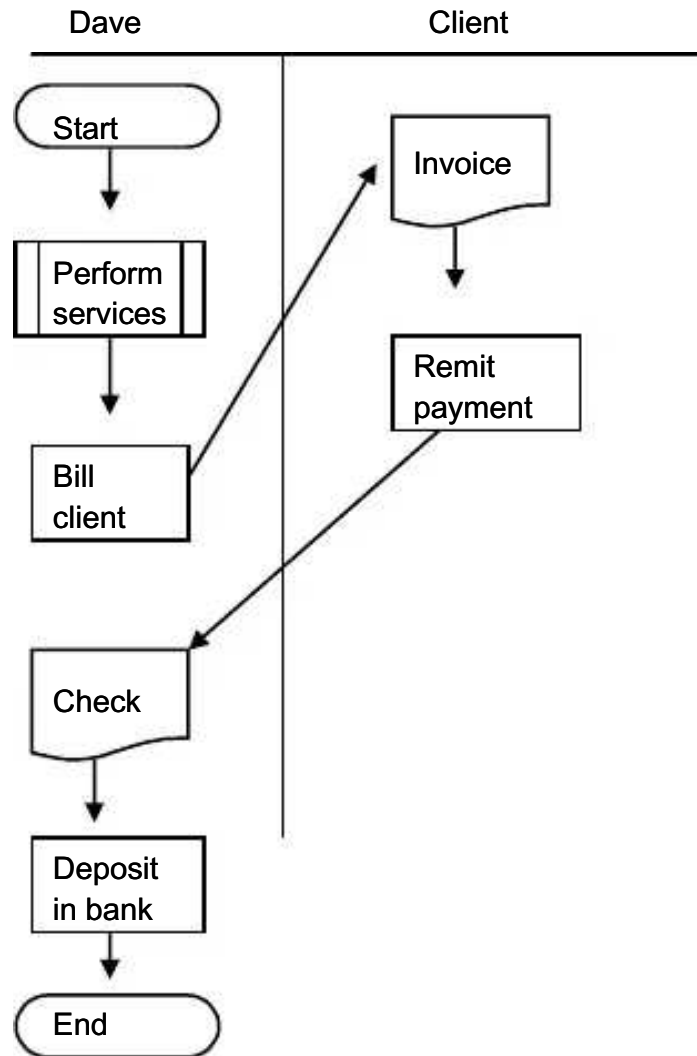 Dave
Client
Start
Invoice
Perform
services
Remit
payment
Bill
client
Check
Deposit
in bank
End